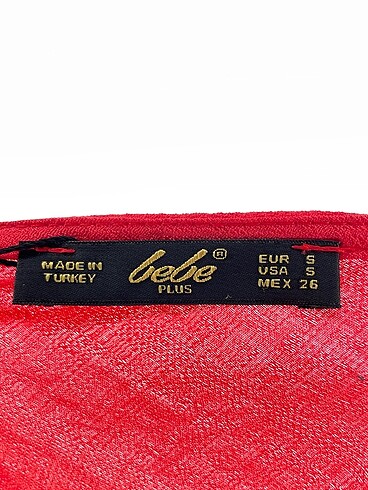 MADE IN
TURKEY
bebe ®
PLUS
EUR S
USA S
MEX 26